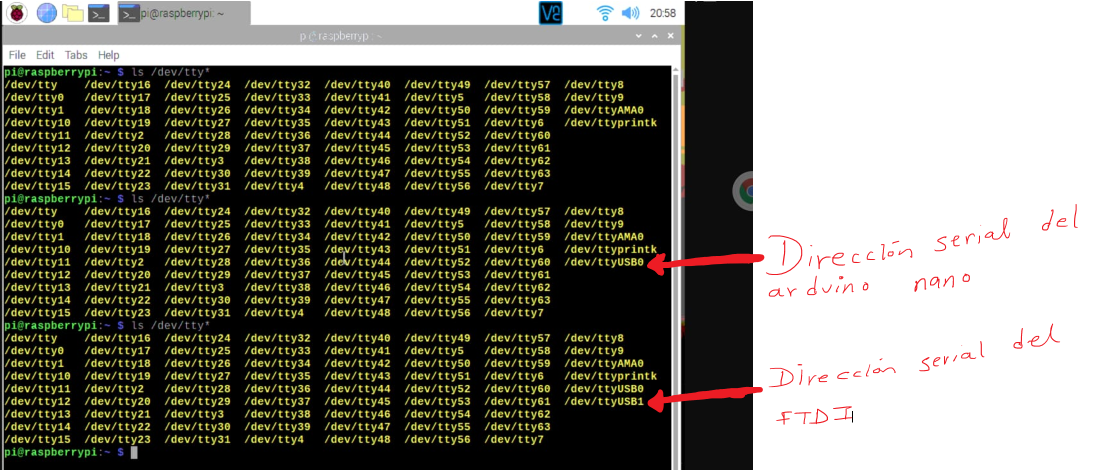 pi@raspberrypi: ~
20:58
pi@raspberrypi: ~
File Edit Tabs Help
pi@raspberrypi:~ $ ls /dev/tty*
/dev/tty /dev/tty16 /dev/tty24 /dev/tty32 /dev/tty40 /dev/tty49 /dev/tty57 /dev/tty8
/dev/tty0 /dev/tty17 /dev/tty25 /dev/tty33 /dev/tty41 /dev/tty5 /dev/tty58 /dev/tty9
/dev/tty1 /dev/tty18 /dev/tty26 /dev/tty34 /dev/tty42 /dev/tty50 /dev/tty59 /dev/ttyAMA0
/dev/tty10 /dev/tty19 /dev/tty27 /dev/tty35 /dev/tty43 /dev/tty51 /dev/tty6 /dev/ttyprintk
/dev/tty11 /dev/tty2 /dev/tty28 /dev/tty36 /dev/tty44 /dev/tty52 /dev/tty60
/dev/tty12 /dev/tty20 /dev/tty29 /dev/tty37 /dev/tty45 /dev/tty53 /dev/tty61
/dev/tty13 /dev/tty21 /dev/tty3 /dev/tty38 /dev/tty46 /dev/tty54 /dev/tty62
/dev/tty14 /dev/tty22 /dev/tty30 /dev/tty39 /dev/tty47 /dev/tty55 /dev/tty63
/dev/tty15 /dev/tty23 /dev/tty31 /dev/tty4 /dev/tty48 /dev/tty56 /dev/tty7
pi@raspberrypi:~ $ ls /dev/tty*
/dev/tty /dev/tty16 /dev/tty24 /dev/tty32 /dev/tty40 /dev/tty49 /dev/tty57 /dev/tty8
/dev/tty0 /dev/tty17 /dev/tty25 /dev/tty33 /dev/tty41 /dev/tty5 /dev/tty58 /dev/tty9
/dev/tty1 /dev/tty18 /dev/tty26 /dev/tty34 /dev/tty42 /dev/tty50 /dev/tty59 /dev/ttyAMA0
/dev/tty10 /dev/tty19 /dev/tty27 /dev/tty35 /dev/tty43 /dev/tty51 /dev/tty6 /dev/ttyprintk
/dev/tty11 /dev/tty2 /dev/tty28 /dev/tty36 /dev/tty44 /dev/tty52 /dev/tty60 /dev/ttyUSB0
/dev/tty12 /dev/tty20 /dev/tty29 /dev/tty37 /dev/tty45 /dev/tty53 /dev/tty61
/dev/tty13 /dev/tty21 /dev/tty3 /dev/tty38 /dev/tty46 /dev/tty54 /dev/tty62
/dev/tty14 /dev/tty22 /dev/tty30 /dev/tty39 /dev/tty47 /dev/tty55 /dev/tty63
/dev/tty15 /dev/tty23 /dev/tty31 /dev/tty4 /dev/tty48 /dev/tty56 /dev/tty7
pi@raspberrypi:~ $ ls /dev/tty*
/dev/tty /dev/tty16 /dev/tty24 /dev/tty32 /dev/tty40 /dev/tty49 /dev/tty57 /dev/tty8
/dev/tty0 /dev/tty17 /dev/tty25 /dev/tty33 /dev/tty41 /dev/tty5 /dev/tty58 /dev/tty9
/dev/tty1 /dev/tty18 /dev/tty26 /dev/tty34 /dev/tty42 /dev/tty50 /dev/tty59 /dev/ttyAMA0
/dev/tty10 /dev/tty19 /dev/tty27 /dev/tty35 /dev/tty43 /dev/tty51 /dev/tty6 /dev/ttyprintk
/dev/tty11 /dev/tty2 /dev/tty28 /dev/tty36 /dev/tty44 /dev/tty52 /dev/tty60 /dev/ttyUSB0
/dev/tty12 /dev/tty20 /dev/tty29 /dev/tty37 /dev/tty45 /dev/tty53 /dev/tty61 /dev/ttyUSB1
/dev/tty13 /dev/tty21 /dev/tty3 /dev/tty38 /dev/tty46 /dev/tty54 /dev/tty62
/dev/tty14 /dev/tty22 /dev/tty30 /dev/tty39 /dev/tty47 /dev/tty55 /dev/tty63
/dev/tty15 /dev/tty23 /dev/tty31 /dev/tty4 /dev/tty48 /dev/tty56 /dev/tty7
pi@raspberrypi:~ $
Dirección serial del
arduino nano
Dirección serial del
FTDI